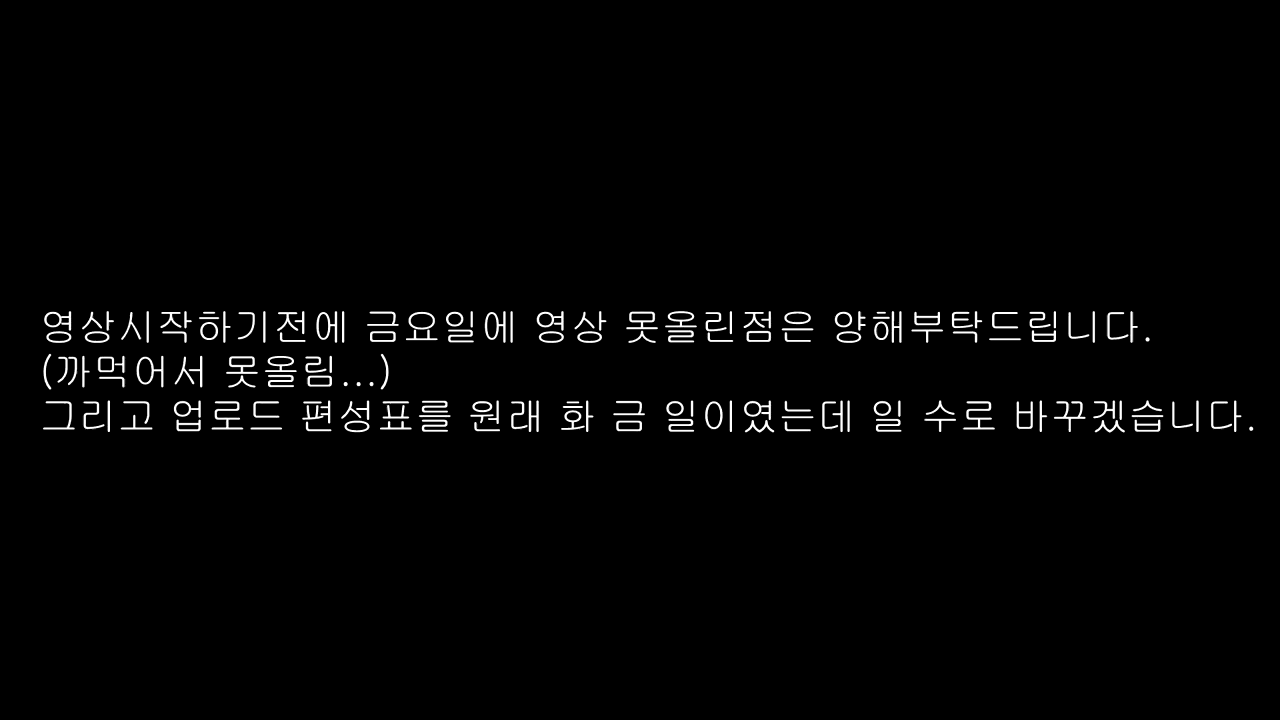 영상시작하기전에 금요일에 영상 못올린점은 양해부탁드립니다.
(까먹어서 못올림...)
그리고 업로드 편성표를 원래 화 금 일이였는데 일 수로 바꾸겠습니다.